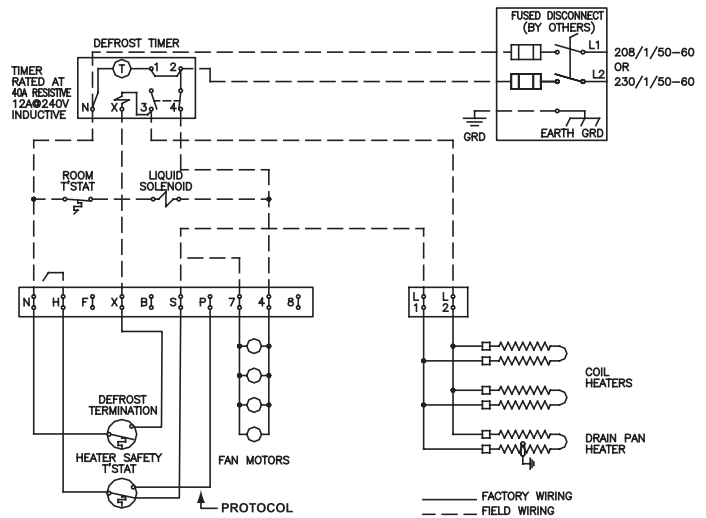 FUSED DISCONNECT
(BY OTHERS)
L1
208/1/50-60
OR
L2
230/1/50-60
GRD
EARTH GRD
DEFROST TIMER
TIMER
RATED AT
40A RESISTIVE
12A@240V
INDUCTIVE
T
1 2
N X 3 4
ROOM
T'STAT
LIQUID
SOLENOID
N H F X B S P 7 4 8
L L
1 2
COIL
HEATERS
DRAIN PAN
HEATER
DEFROST
TERMINATION
HEATER SAFETY
T'STAT
FAN MOTORS
PROTOCOL
FACTORY WIRING
FIELD WIRING